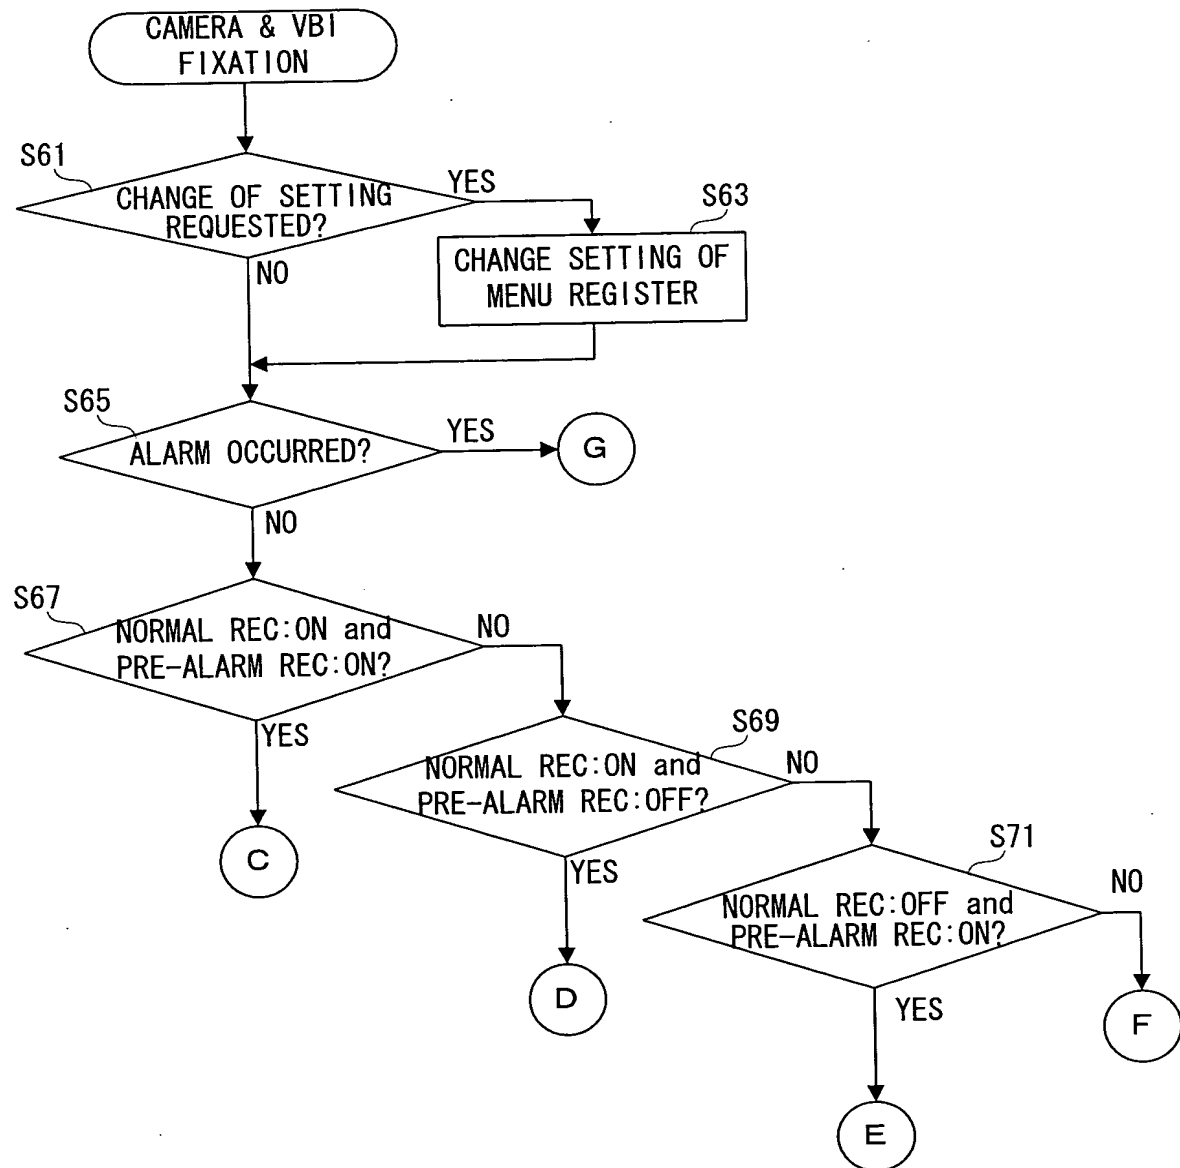 CAMERA & VBI
FIXATION
S61
CHANGE OF SETTING
REQUESTED?
YES
NO
S63
CHANGE SETTING OF
MENU REGISTER
S65
ALARM OCCURRED?
YES
G
NO
S67
NORMAL REC:ON and
PRE-ALARM REC:ON?
NO
YES
C
S69
NORMAL REC:ON and
PRE-ALARM REC:OFF?
NO
YES
D
S71
NORMAL REC:OFF and
PRE-ALARM REC:ON?
NO
YES
F
E